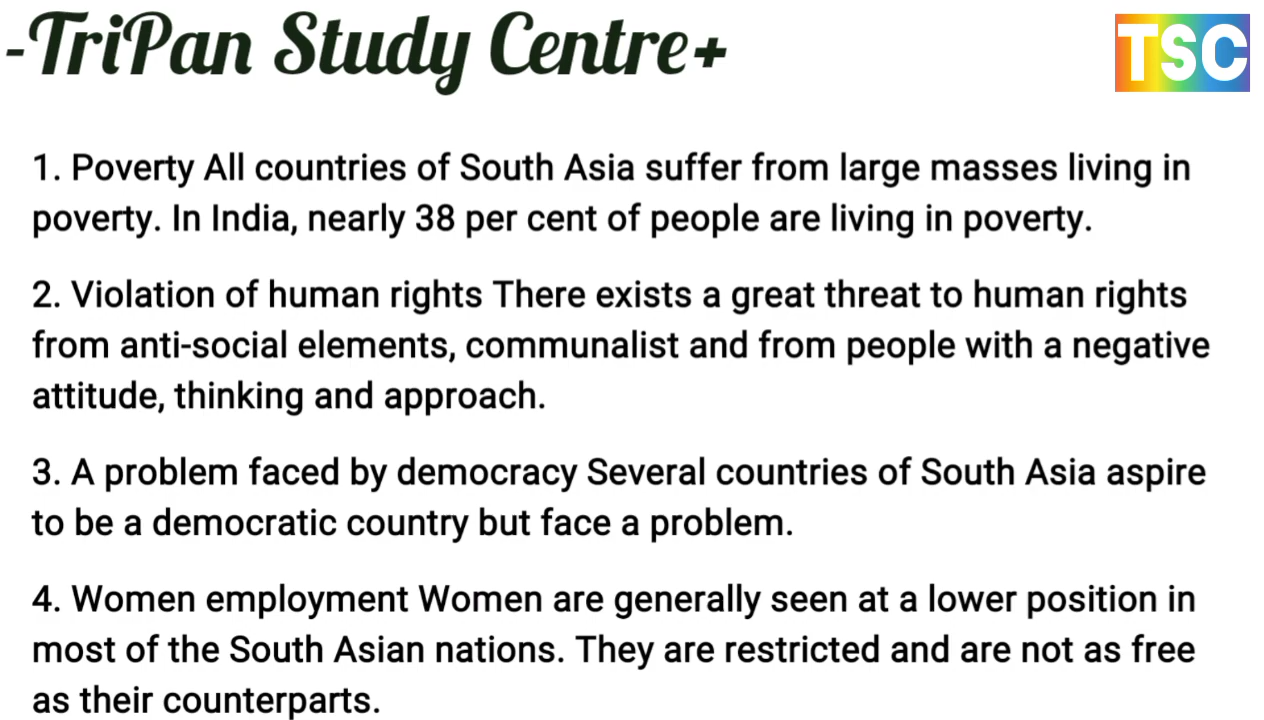 -TriPan Study Centre+
TSC
1. Poverty All countries of South Asia suffer from large masses living in
poverty. In India, nearly 38 per cent of people are living in poverty.
2. Violation of human rights There exists a great threat to human rights
from anti-social elements, communalist and from people with a negative
attitude, thinking and approach.
3. A problem faced by democracy Several countries of South Asia aspire
to be a democratic country but face a problem.
4. Women employment Women are generally seen at a lower position in
most of the South Asian nations. They are restricted and are not as free
as their counterparts.